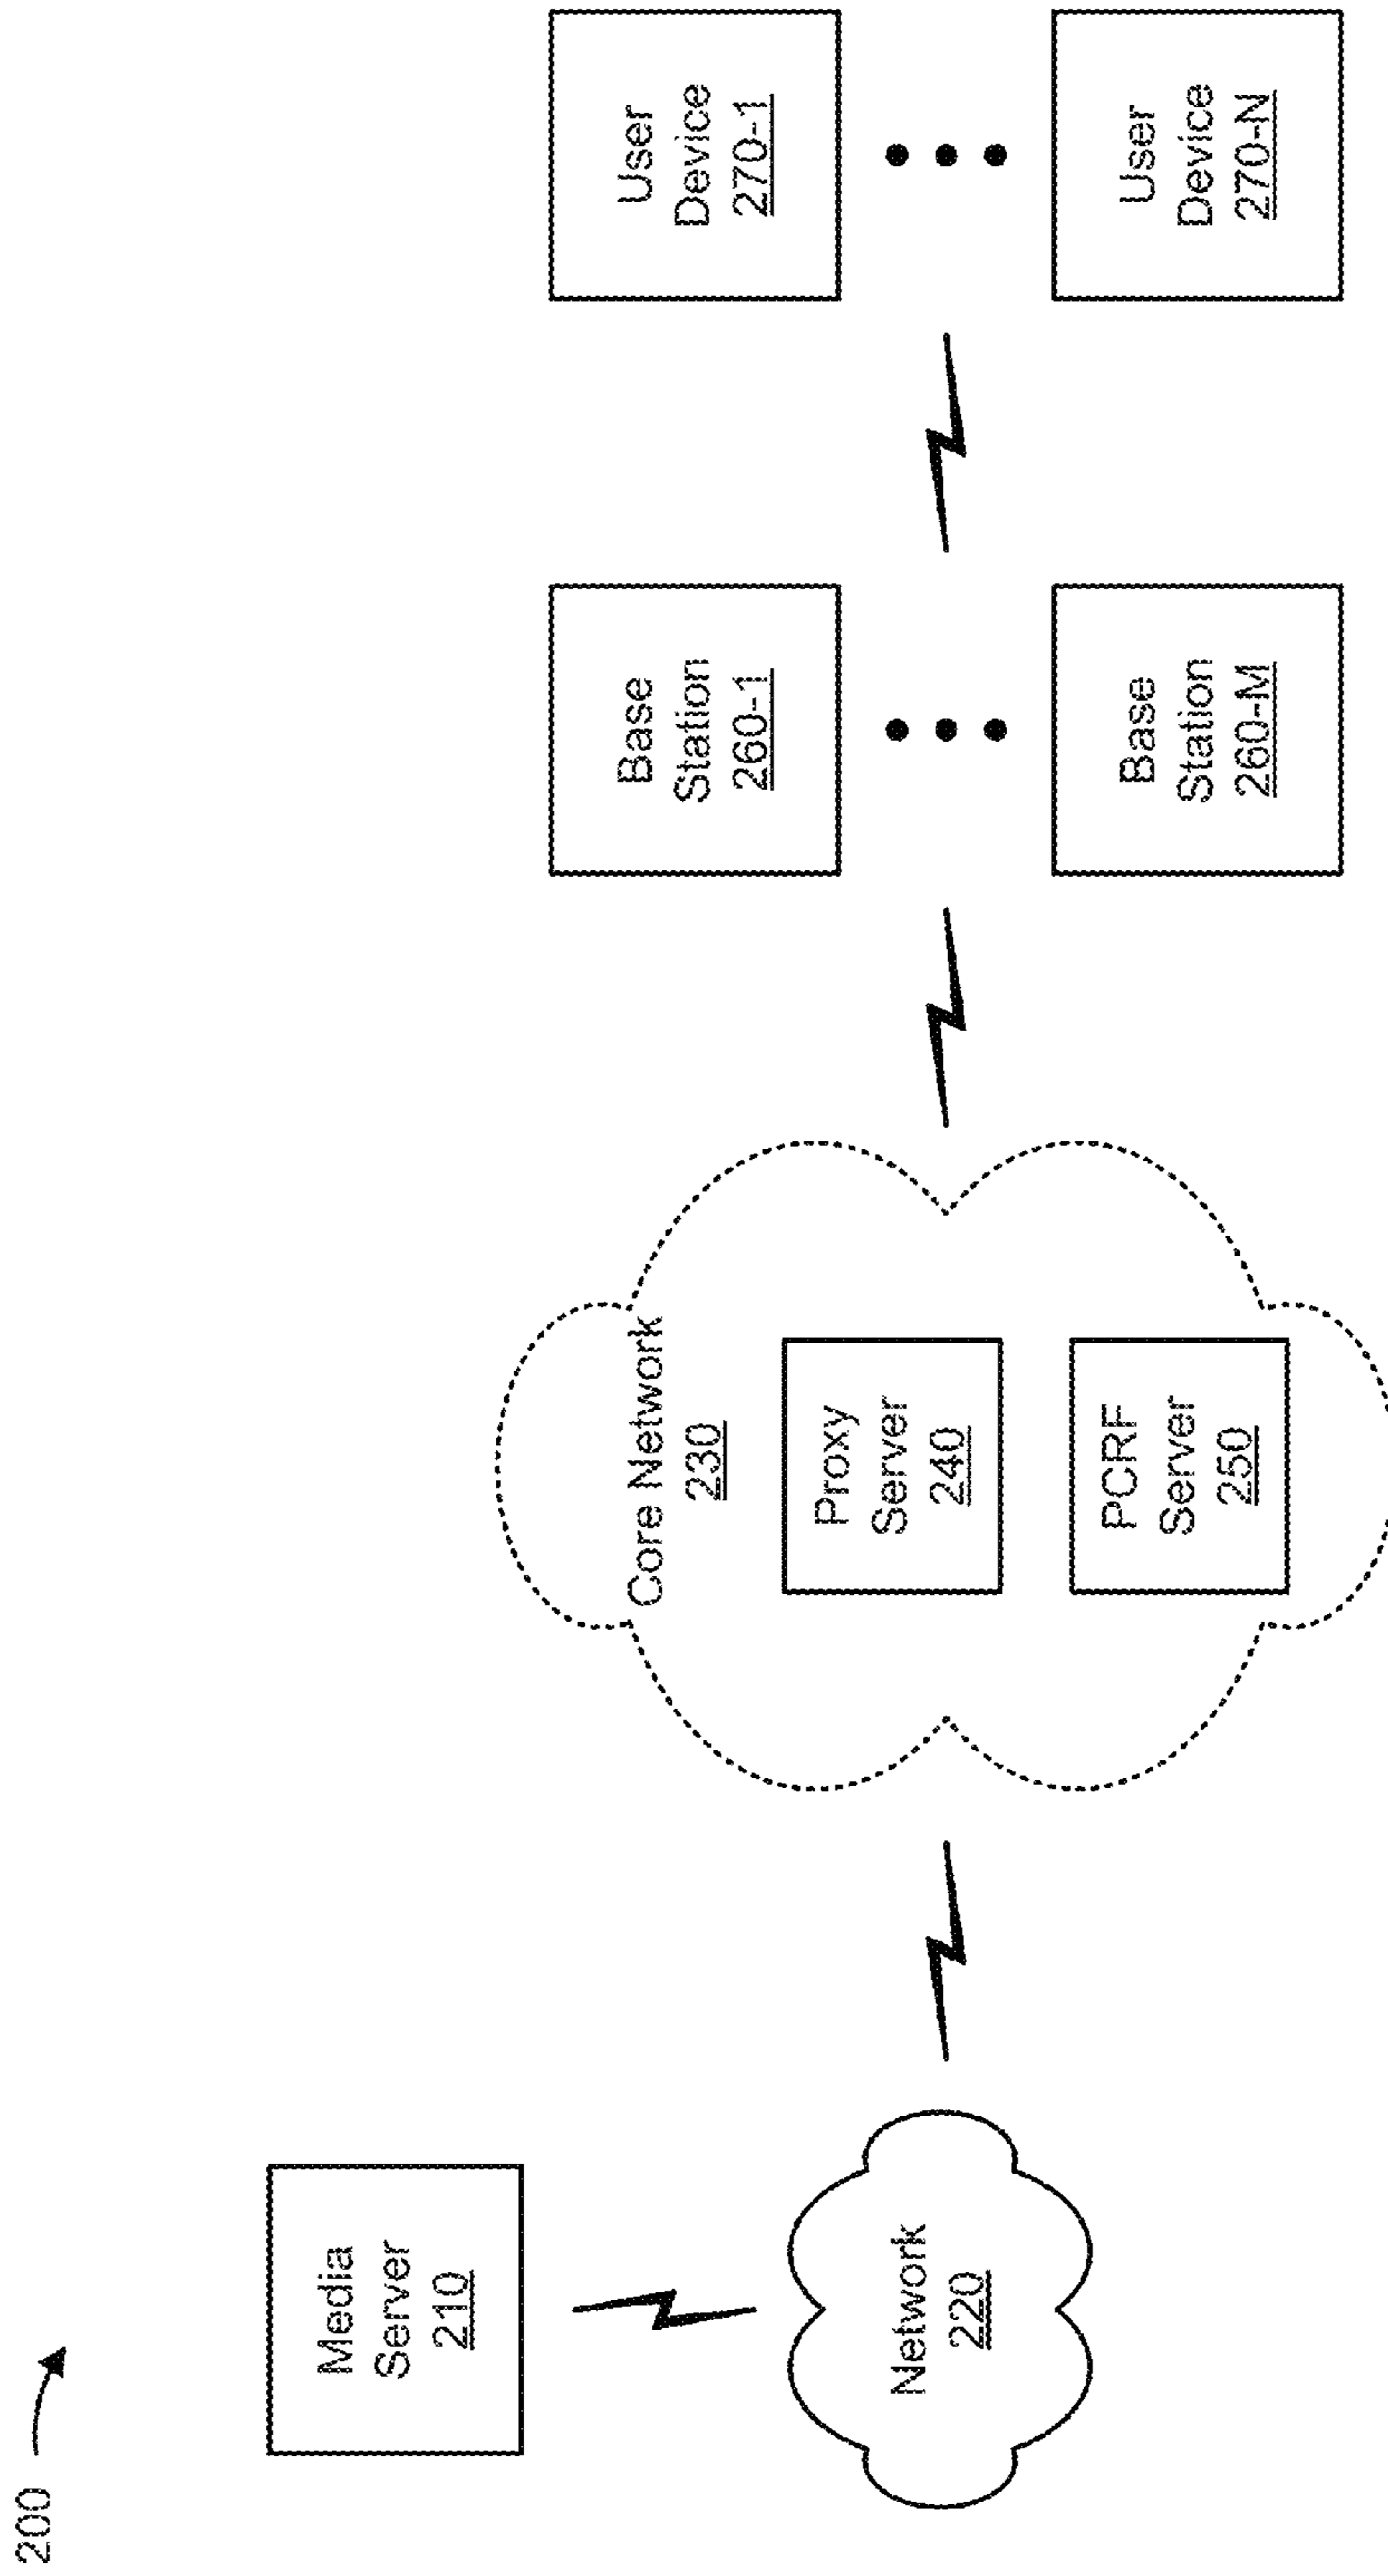 200
Media
Server
210
Network
220
Core Network
230
Proxy
Server
240
PCRF
Server
250
Base
Station
260-1
Base
Station
260-M
User
Device
270-1
User
Device
270-N